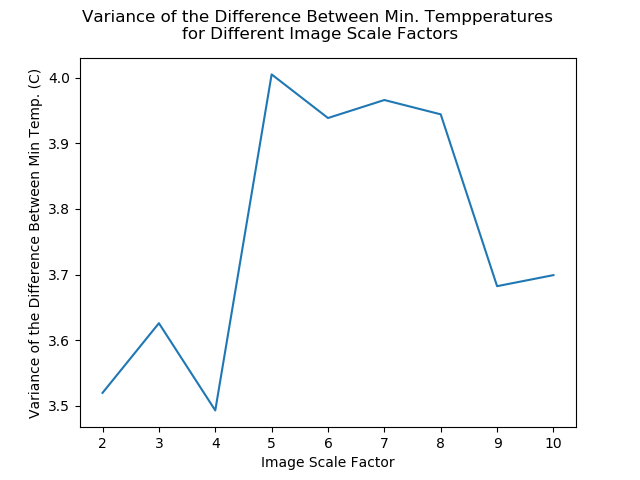 Variance of the Difference Between Min. Tempperatures
for Different Image Scale Factors
Variance of the Difference Between Min Temp. (C)
4.0
3.9
3.8
3.7
3.6
3.5
2 3 4 5 6 7 8 9 10
Image Scale Factor